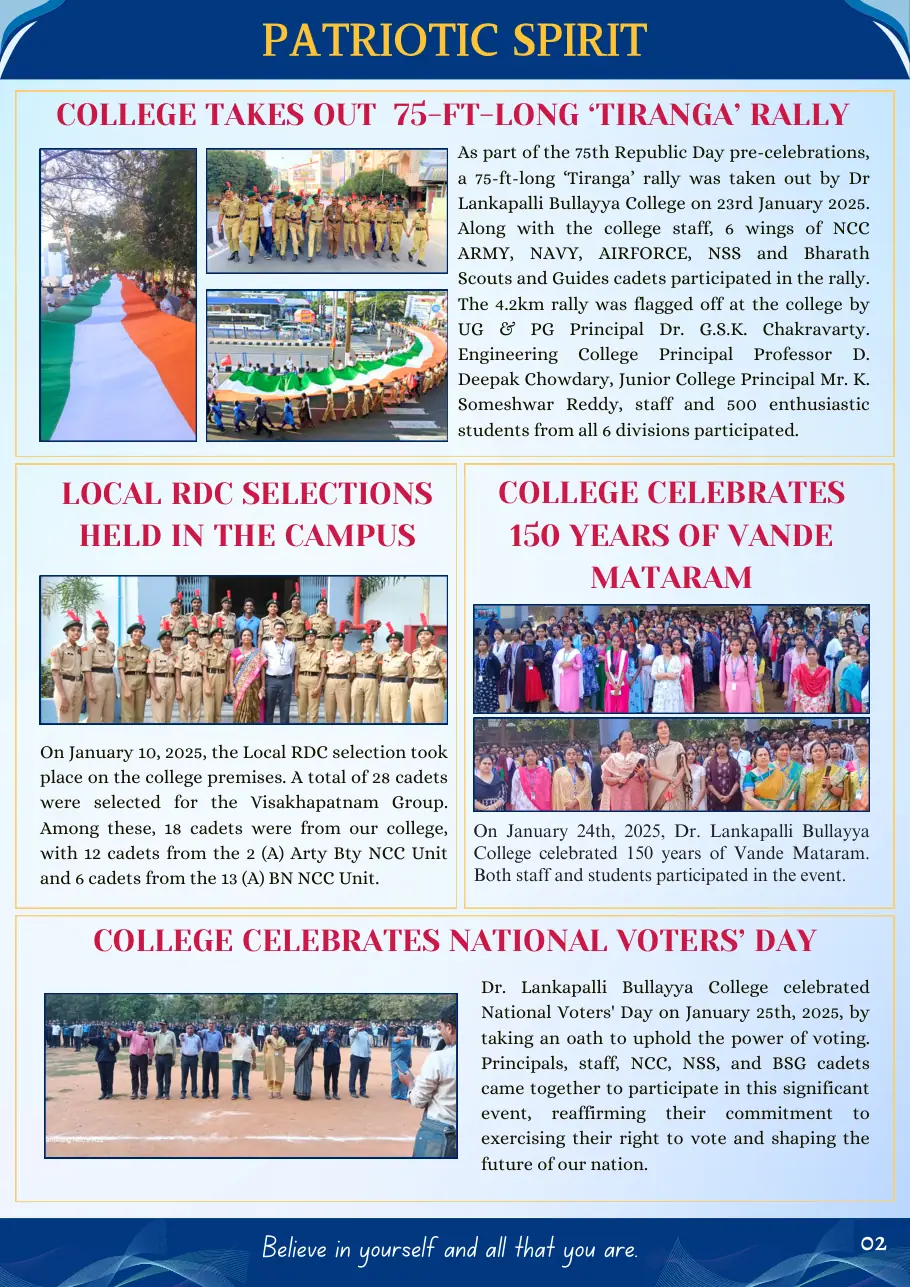 PATRIOTIC SPIRIT
COLLEGE TAKES OUT 75-FT-LONG ‘TIRANGA’ RALLY
As part of the 75th Republic Day pre-celebrations,
a 75-ft-long ‘Tiranga’ rally was taken out by Dr
Lankapalli Bullayya College on 23rd January 2025.
Along with the college staff, 6 wings of NCC
ARMY, NAVY, AIRFORCE, NSS and Bharath
Scouts and Guides cadets participated in the rally.
The 4.2km rally was flagged off at the college by
UG & PG Principal Dr. G.S.K. Chakravarty.
Engineering College Principal Professor D.
Deepak Chowdary, Junior College Principal Mr. K.
Someshwar Reddy, staff and 500 enthusiastic
students from all 6 divisions participated.
LOCAL RDC SELECTIONS
HELD IN THE CAMPUS
On January 10, 2025, the Local RDC selection took
place on the college premises. A total of 28 cadets
were selected for the Visakhapatnam Group.
Among these, 18 cadets were from our college,
with 12 cadets from the 2 (A) Arty Bty NCC Unit
and 6 cadets from the 13 (A) BN NCC Unit.
COLLEGE CELEBRATES
150 YEARS OF VANDE
MATARAM
On January 24th, 2025, Dr. Lankapalli Bullayya
College celebrated 150 years of Vande Mataram.
Both staff and students participated in the event.
COLLEGE CELEBRATES NATIONAL VOTERS’ DAY
Dr. Lankapalli Bullayya College celebrated
National Voters' Day on January 25th, 2025, by
taking an oath to uphold the power of voting.
Principals, staff, NCC, NSS, and BSG cadets
came together to participate in this significant
event, reaffirming their commitment to
exercising their right to vote and shaping the
future of our nation.
Believe in yourself and all that you are.
02